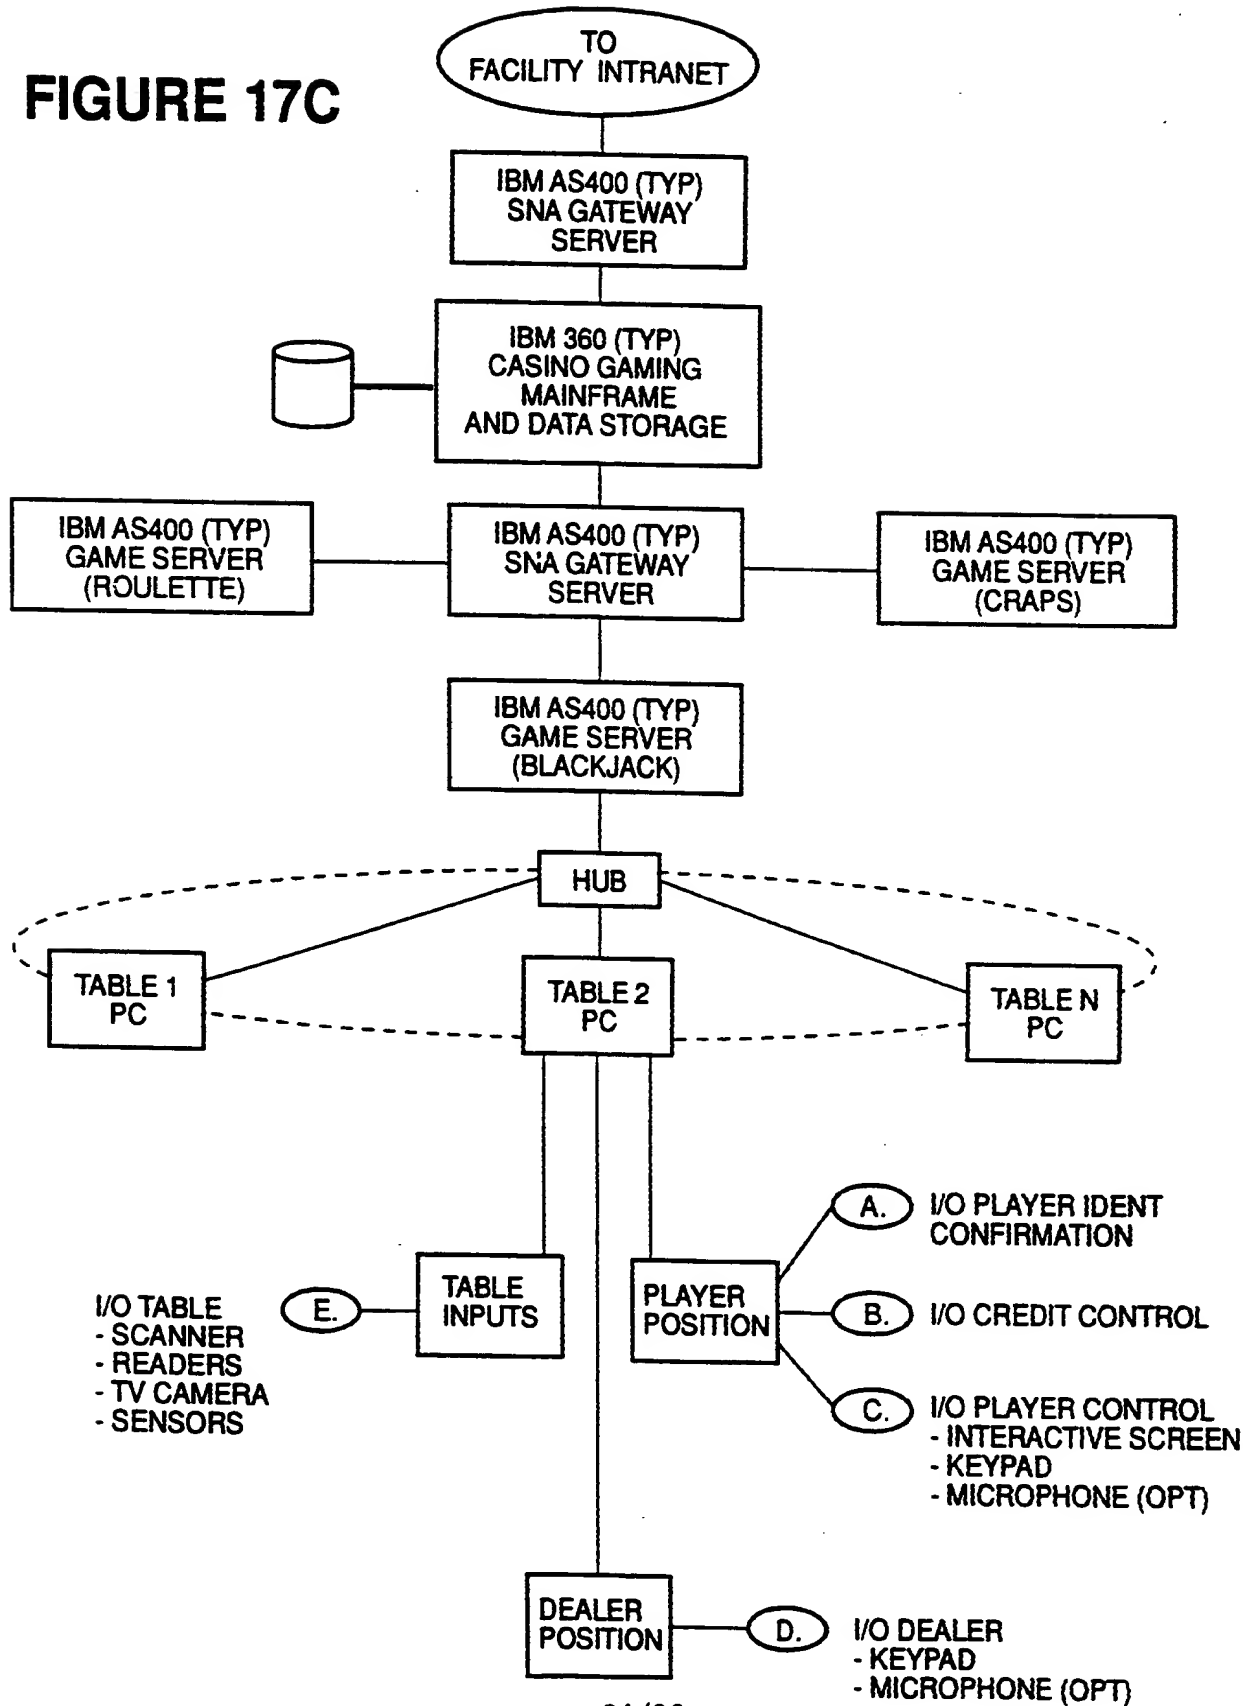 TO
FACILITY INTRANET
FIGURE 17C
IBM AS400 (TYP)
SNA GATEWAY
SERVER
IBM 360 (TYP)
CASINO GAMING
MAINFRAME
AND DATA STORAGE
IBM AS400 (TYP)
GAME SERVER
(ROULETTE)
IBM AS400 (TYP)
SNA GATEWAY
SERVER
IBM AS400 (TYP)
GAME SERVER
(CRAPS)
IBM AS400 (TYP)
GAME SERVER
(BLACKJACK)
HUB
TABLE 1
PC
TABLE 2
PC
TABLE N
PC
A.
I/O PLAYER IDENT
CONFIRMATION
I/O TABLE
- SCANNER
- READERS
- TV CAMERA
- SENSORS
E.
TABLE
INPUTS
PLAYER
POSITION
B.
I/O CREDIT CONTROL
C.
I/O PLAYER CONTROL
- INTERACTIVE SCREEN
- KEYPAD
- MICROPHONE (OPT)
DEALER
POSITION
D.
I/O DEALER
- KEYPAD
- MICROPHONE (OPT)